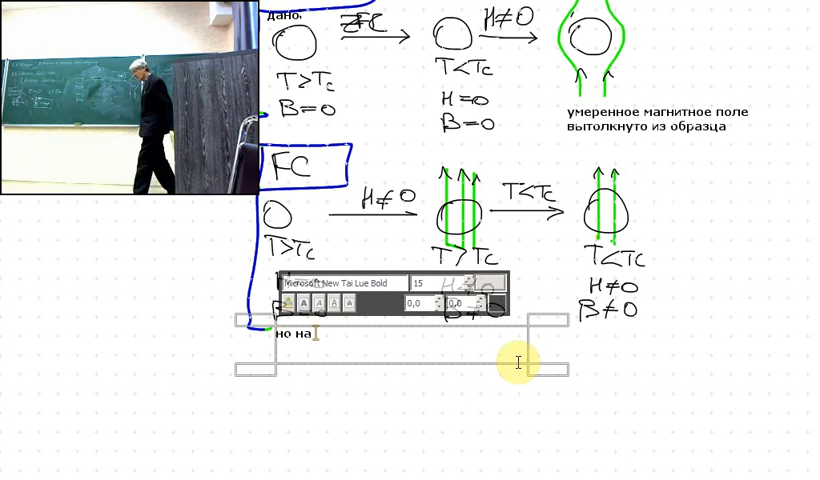 дано.
ZFC
H≠0
T>Tc
B=0
T<Tc
H=0
B=0
умеренное магнитное поле
вытолкнуто из образца
FC
H≠0
T<Tc
T>Tc
T>Tc
T<Tc
H≠0
B≠0
Microsoft New Tai Lue Bold
15
A A A A
0,0
0,0
B≠0
но на